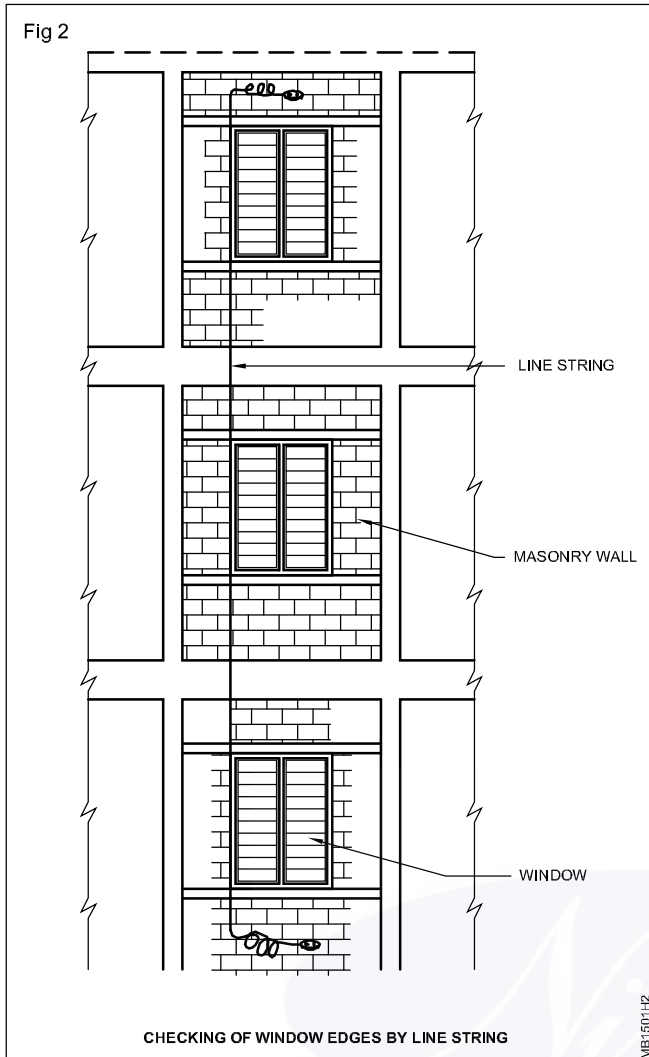 Fig 2
LINE STRING
MASONRY WALL
WINDOW
CHECKING OF WINDOW EDGES BY LINE STRING
MB1501H2